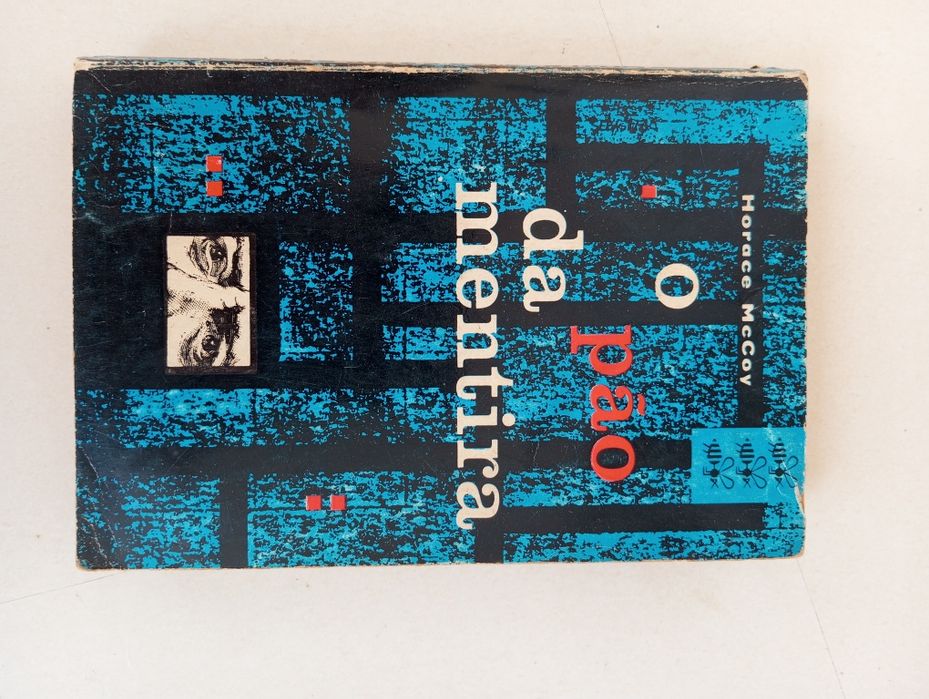 Horace McCoy
o
pão
da
mentira